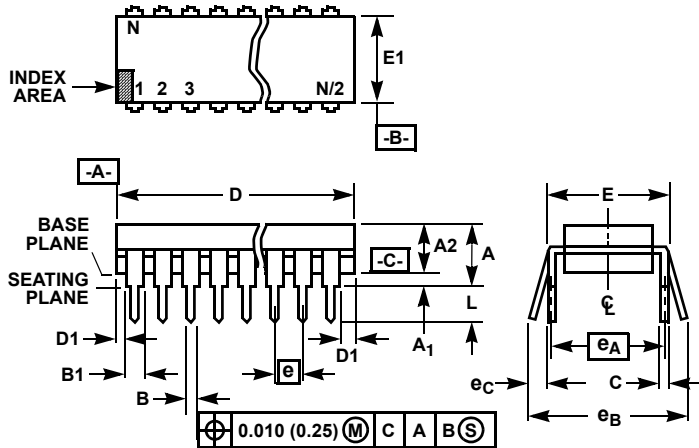 N
E1
INDEX
AREA
1 2 3 N/2
-B-
-A-
D
E
BASE
PLANE
A2
A
-C-
SEATING
PLANE
L
D1
A1
D1
B1
e
eA
B
eC
C
eB
⌖ 0.010 (0.25) Ⓜ C A B Ⓢ
℄